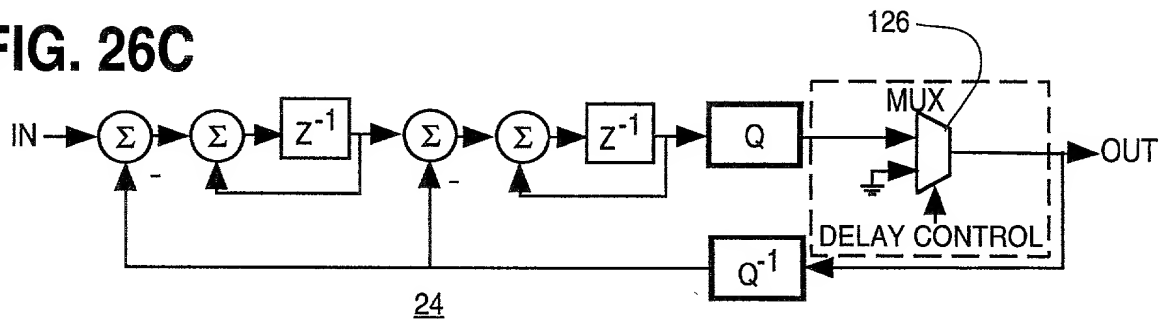 FIG. 26C
126
MUX
IN
Σ
Σ
Z⁻¹
Σ
Σ
Z⁻¹
Q
OUT
-
-
DELAY CONTROL
Q⁻¹
24